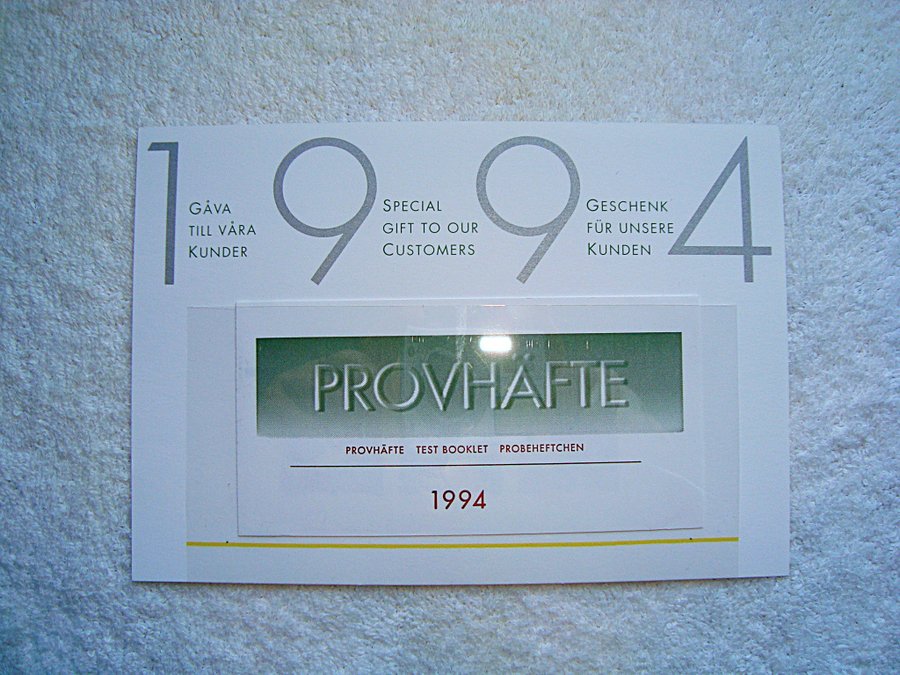 1994
GÅVA
TILL VÅRA
KUNDER
SPECIAL
GIFT TO OUR
CUSTOMERS
GESCHENK
FÜR UNSERE
KUNDEN
PROVHÄFTE
PROVHÄFTE TEST BOOKLET PROBEHEFTCHEN
1994